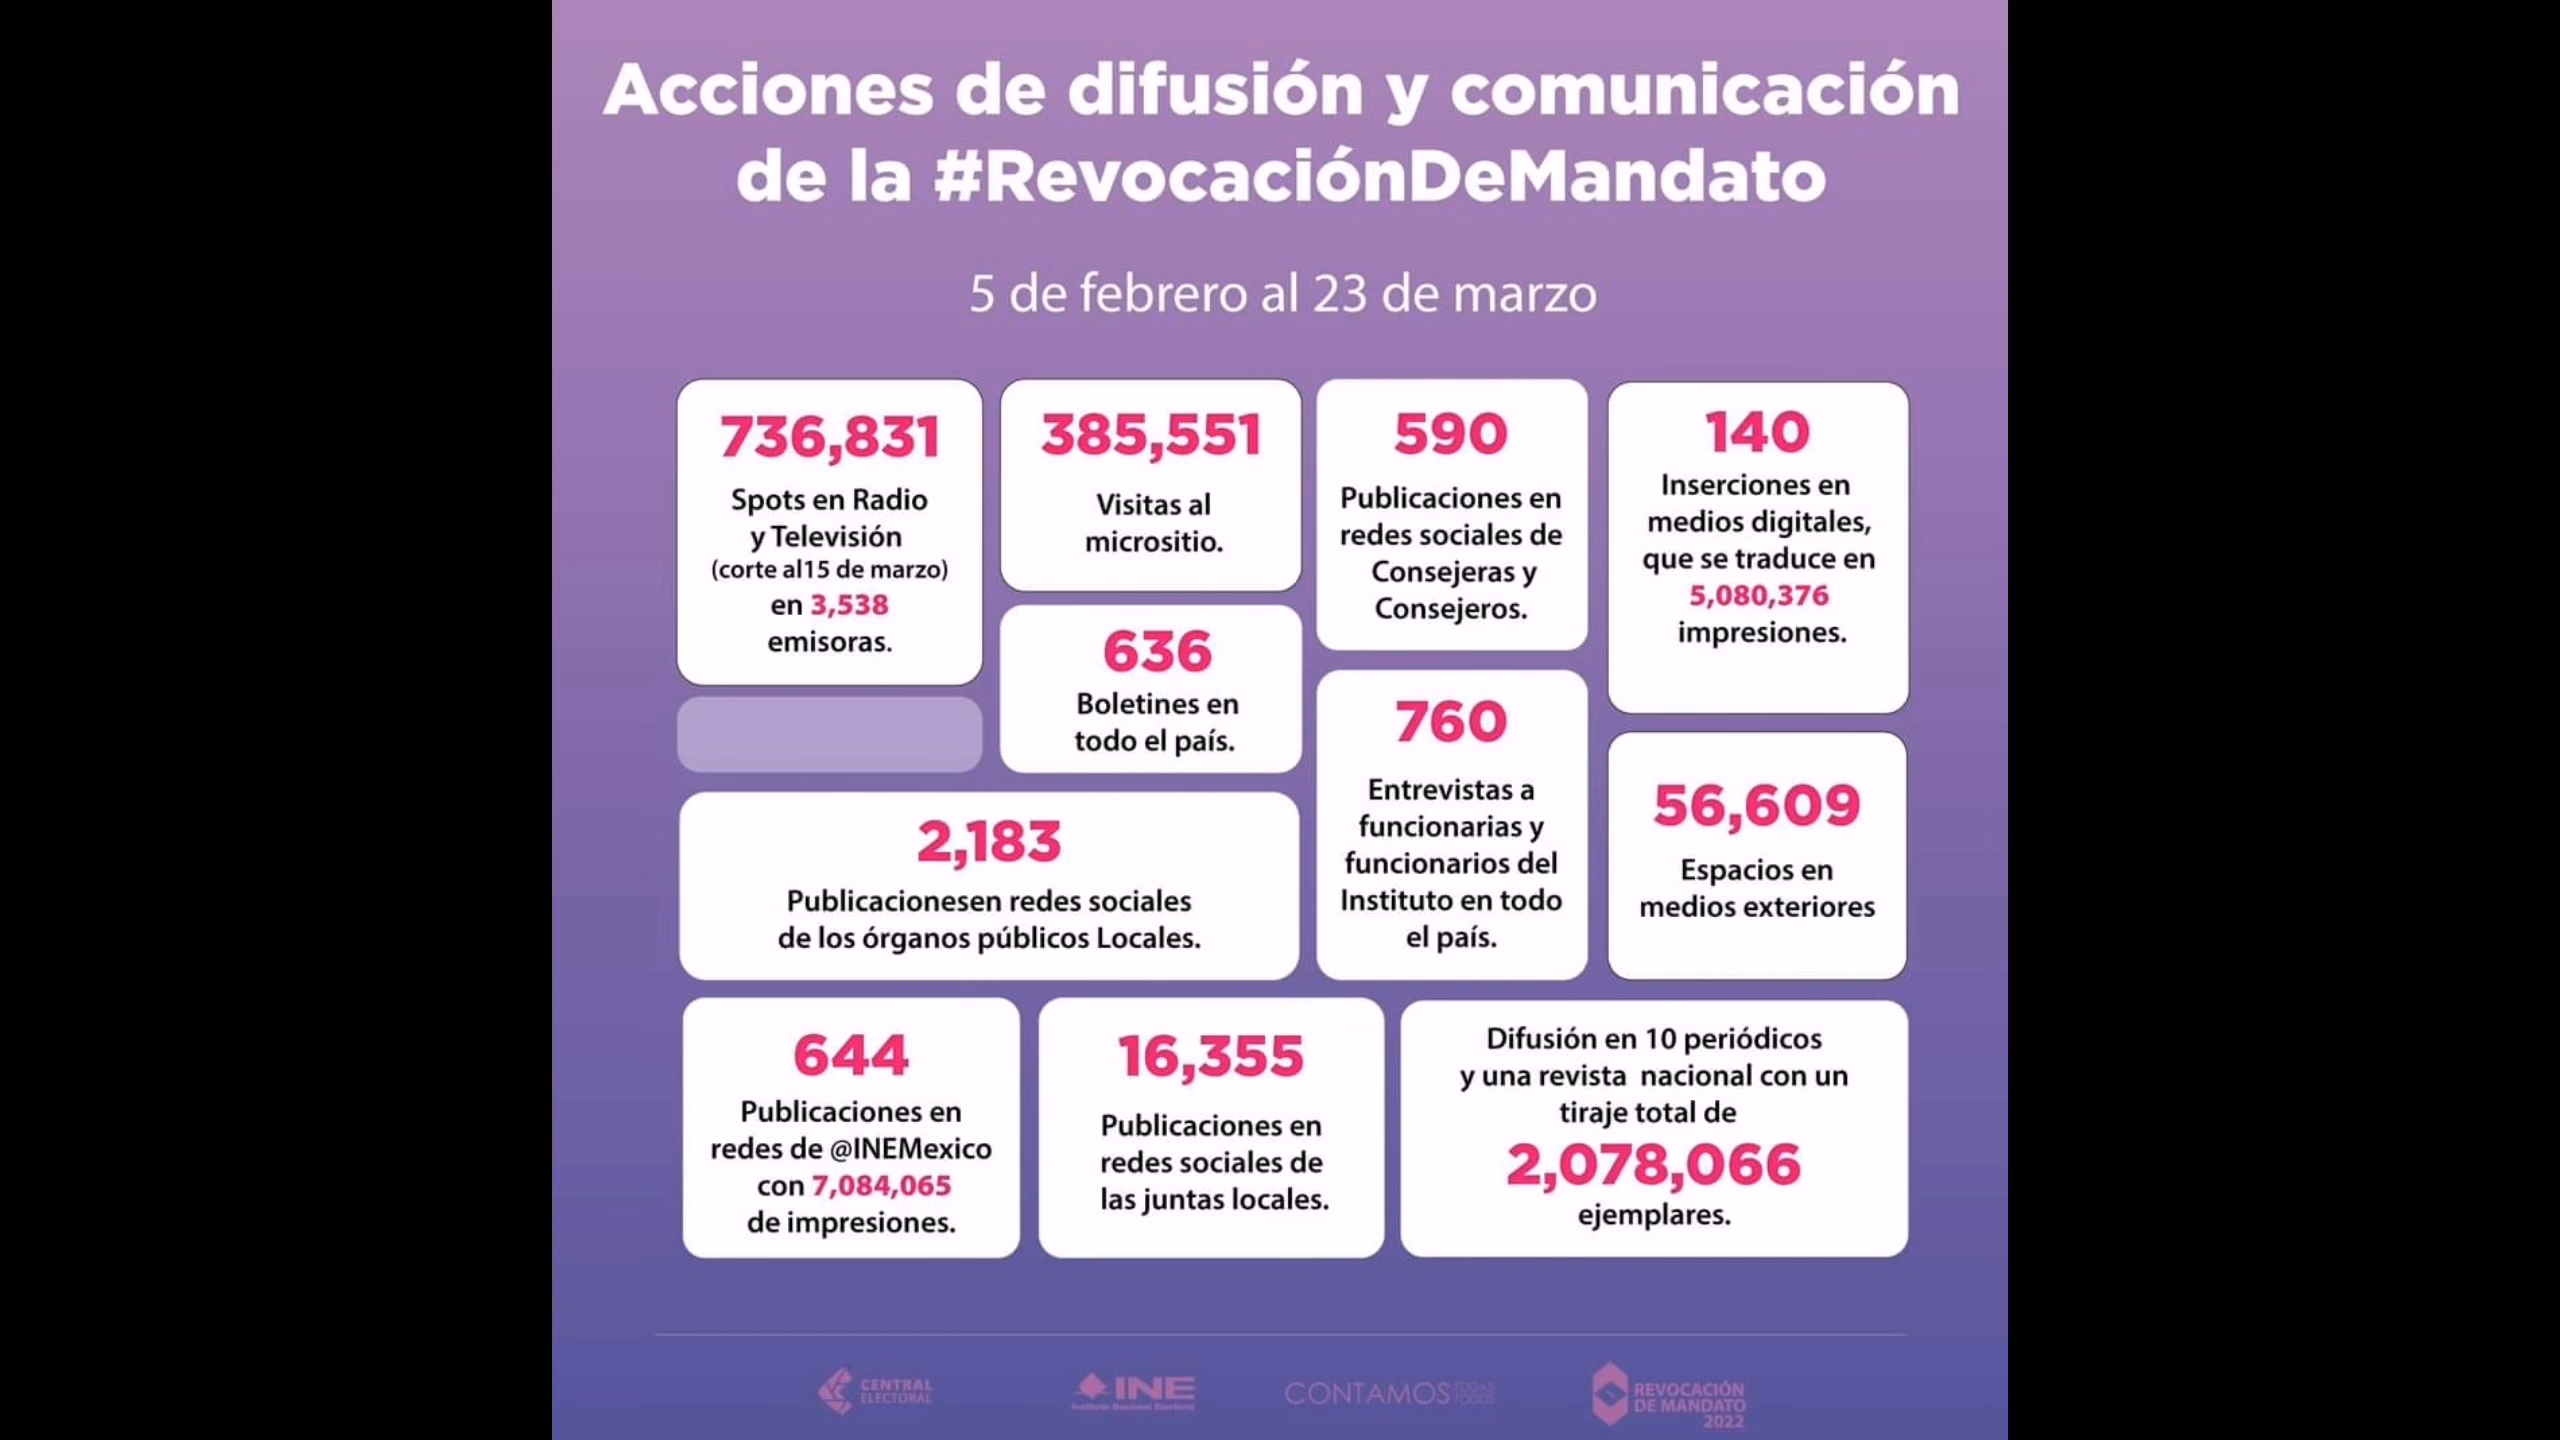 Acciones de difusión y comunicación
de la #RevocaciónDeMandato
5 de febrero al 23 de marzo
736,831
Spots en Radio
y Televisión
(corte al15 de marzo)
en 3,538
emisoras.
385,551
Visitas al
micrositio.
590
Publicaciones en
redes sociales de
Consejeras y
Consejeros.
140
Inserciones en
medios digitales,
que se traduce en
5,080,376
impresiones.
636
Boletines en
todo el país.
760
Entrevistas a
funcionarias y
funcionarios del
Instituto en todo
el país.
56,609
Espacios en
medios exteriores
2,183
Publicacionesen redes sociales
de los órganos públicos Locales.
644
Publicaciones en
redes de @INEMexico
con 7,084,065
de impresiones.
16,355
Publicaciones en
redes sociales de
las juntas locales.
Difusión en 10 periódicos
y una revista nacional con un
tiraje total de
2,078,066
ejemplares.
CENTRAL
ELECTORAL
INE
Instituto Nacional Electoral
CONTAMOS
TODAS
TODOS
REVOCACIÓN
DE MANDATO
2022